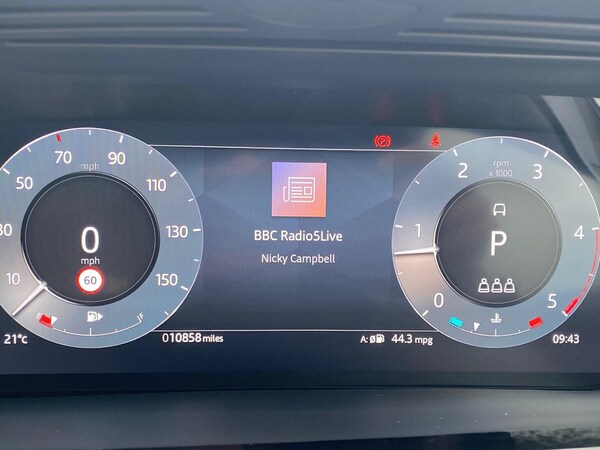 70
90
mph
50
110
30
130
10
150
0
mph
60
E
F
21°C
010858 miles
BBC Radio5Live
Nicky Campbell
(P)
rpm
x 1000
2
3
1
4
0
5
P
A: Ø 44.3 mpg
09:43